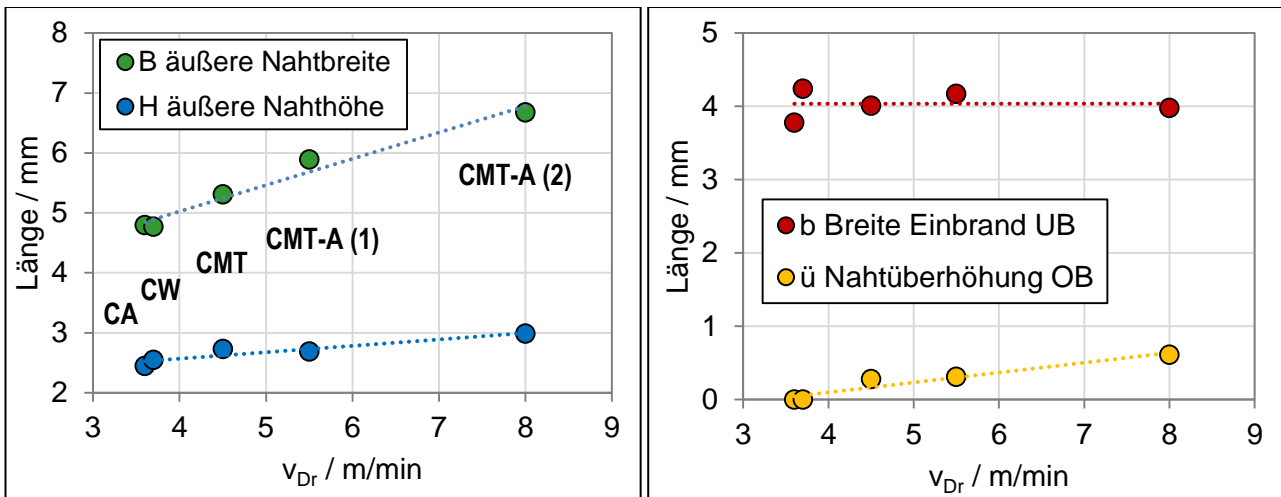 8
7
6
5
4
3
2
Länge / mm
B äußere Nahtbreite
H äußere Nahthöhe
CMT-A (2)
CMT-A (1)
CMT
CW
CA
3 4 5 6 7 8 9
v_Dr / m/min
5
4
3
2
1
0
Länge / mm
b Breite Einbrand UB
ü Nahtüberhöhung OB
3 4 5 6 7 8 9
v_Dr / m/min